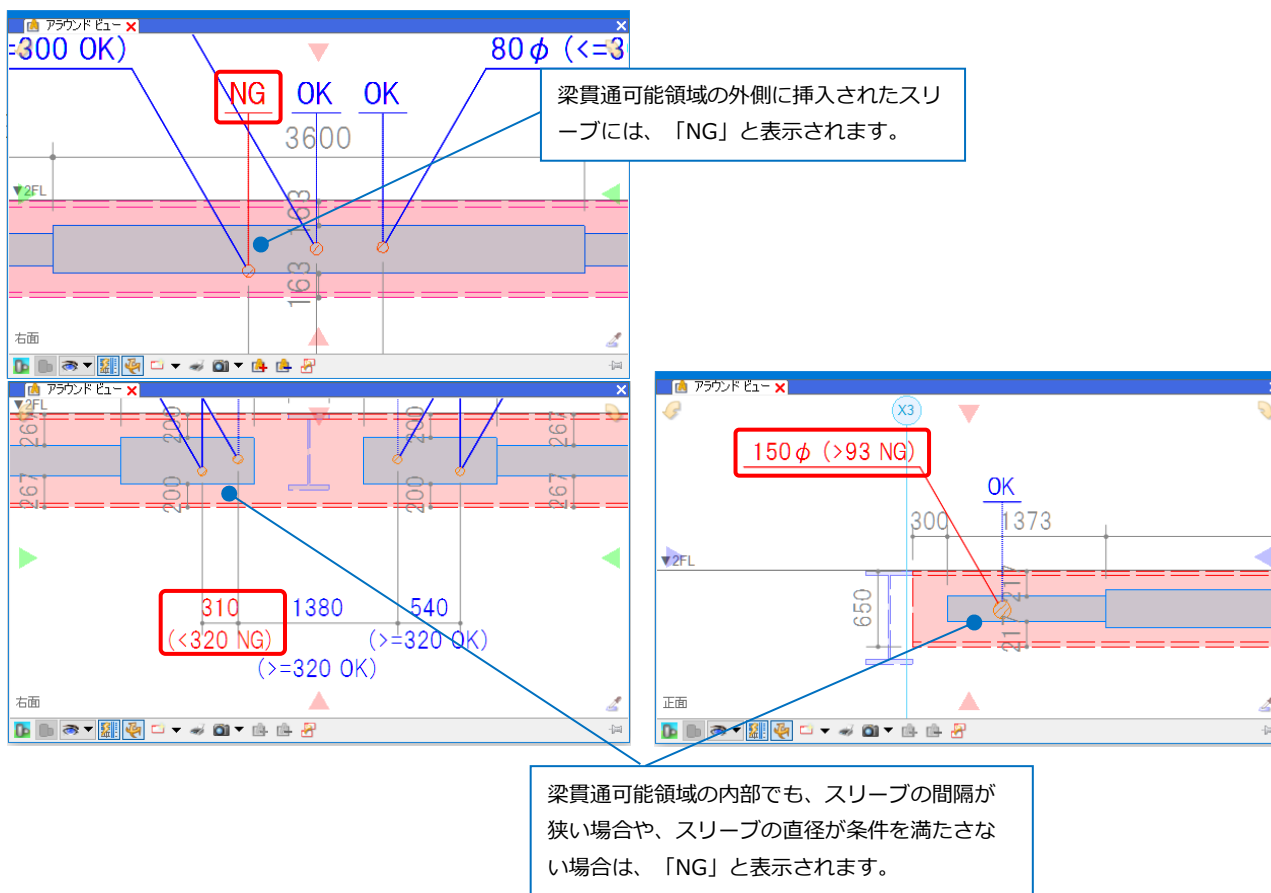 アラウンド ビュー
=300 OK)
80φ (<=3
NG
OK
OK
3600
▼2FL
163
163
右面
梁貫通可能領域の外側に挿入されたスリ
ーブには、「NG」と表示されます。
アラウンド ビュー
▼2FL
267
200
200
267
267
200
200
267
310
1380
540
(<320 NG)
(>=320 OK)
(>=320 OK)
右面
アラウンド ビュー
X3
150φ (>93 NG)
OK
300
1373
▼2FL
650
217
217
正面
梁貫通可能領域の内部でも、スリーブの間隔が
狭い場合や、スリーブの直径が条件を満たさな
い場合は、「NG」と表示されます。